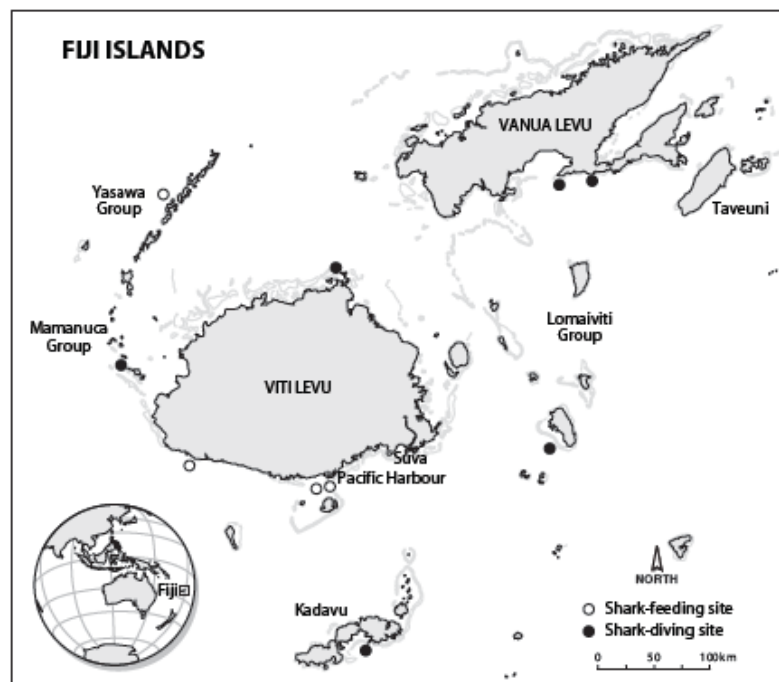 FIJI ISLANDS
VANUA LEVU
Yasawa
Group
Taveuni
Lomaiviti
Group
Mamanuca
Group
VITI LEVU
Suva
Pacific Harbour
Fiji
NORTH
Kadavu
Shark-feeding site
Shark-diving site
0 50 100km